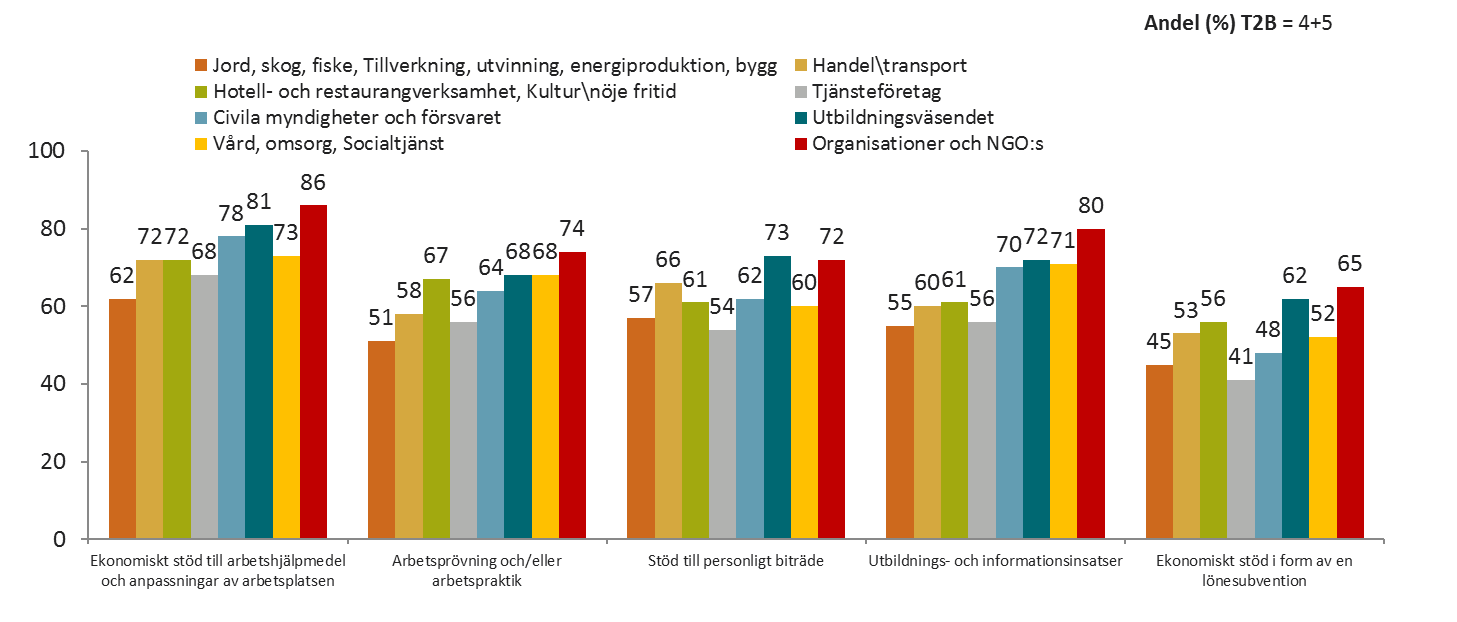 Andel (%) T2B = 4+5
Jord, skog, fiske, Tillverkning, utvinning, energiproduktion, bygg
Handel\transport
Hotell- och restaurangverksamhet, Kultur\nöje fritid
Tjänsteföretag
Civila myndigheter och försvaret
Utbildningsväsendet
Vård, omsorg, Socialtjänst
Organisationer och NGO:s
100
80
60
40
20
0
62 72 72 68 78 81 73 86
51 58 67 56 64 68 68 74
57 66 61 54 62 73 60 72
55 60 61 56 70 72 71 80
45 53 56 41 48 62 52 65
Ekonomiskt stöd till arbetshjälpmedel
och anpassningar av arbetsplatsen
Arbetsprövning och/eller
arbetspraktik
Stöd till personligt biträde
Utbildnings- och informationsinsatser
Ekonomiskt stöd i form av en
lönesubvention